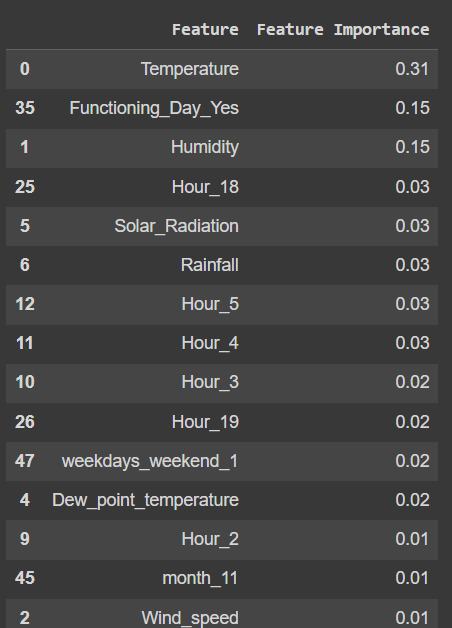 Feature Feature Importance
0 Temperature 0.31
35 Functioning_Day_Yes 0.15
1 Humidity 0.15
25 Hour_18 0.03
5 Solar_Radiation 0.03
6 Rainfall 0.03
12 Hour_5 0.03
11 Hour_4 0.03
10 Hour_3 0.02
26 Hour_19 0.02
47 weekdays_weekend_1 0.02
4 Dew_point_temperature 0.02
9 Hour_2 0.01
45 month_11 0.01
2 Wind_speed 0.01